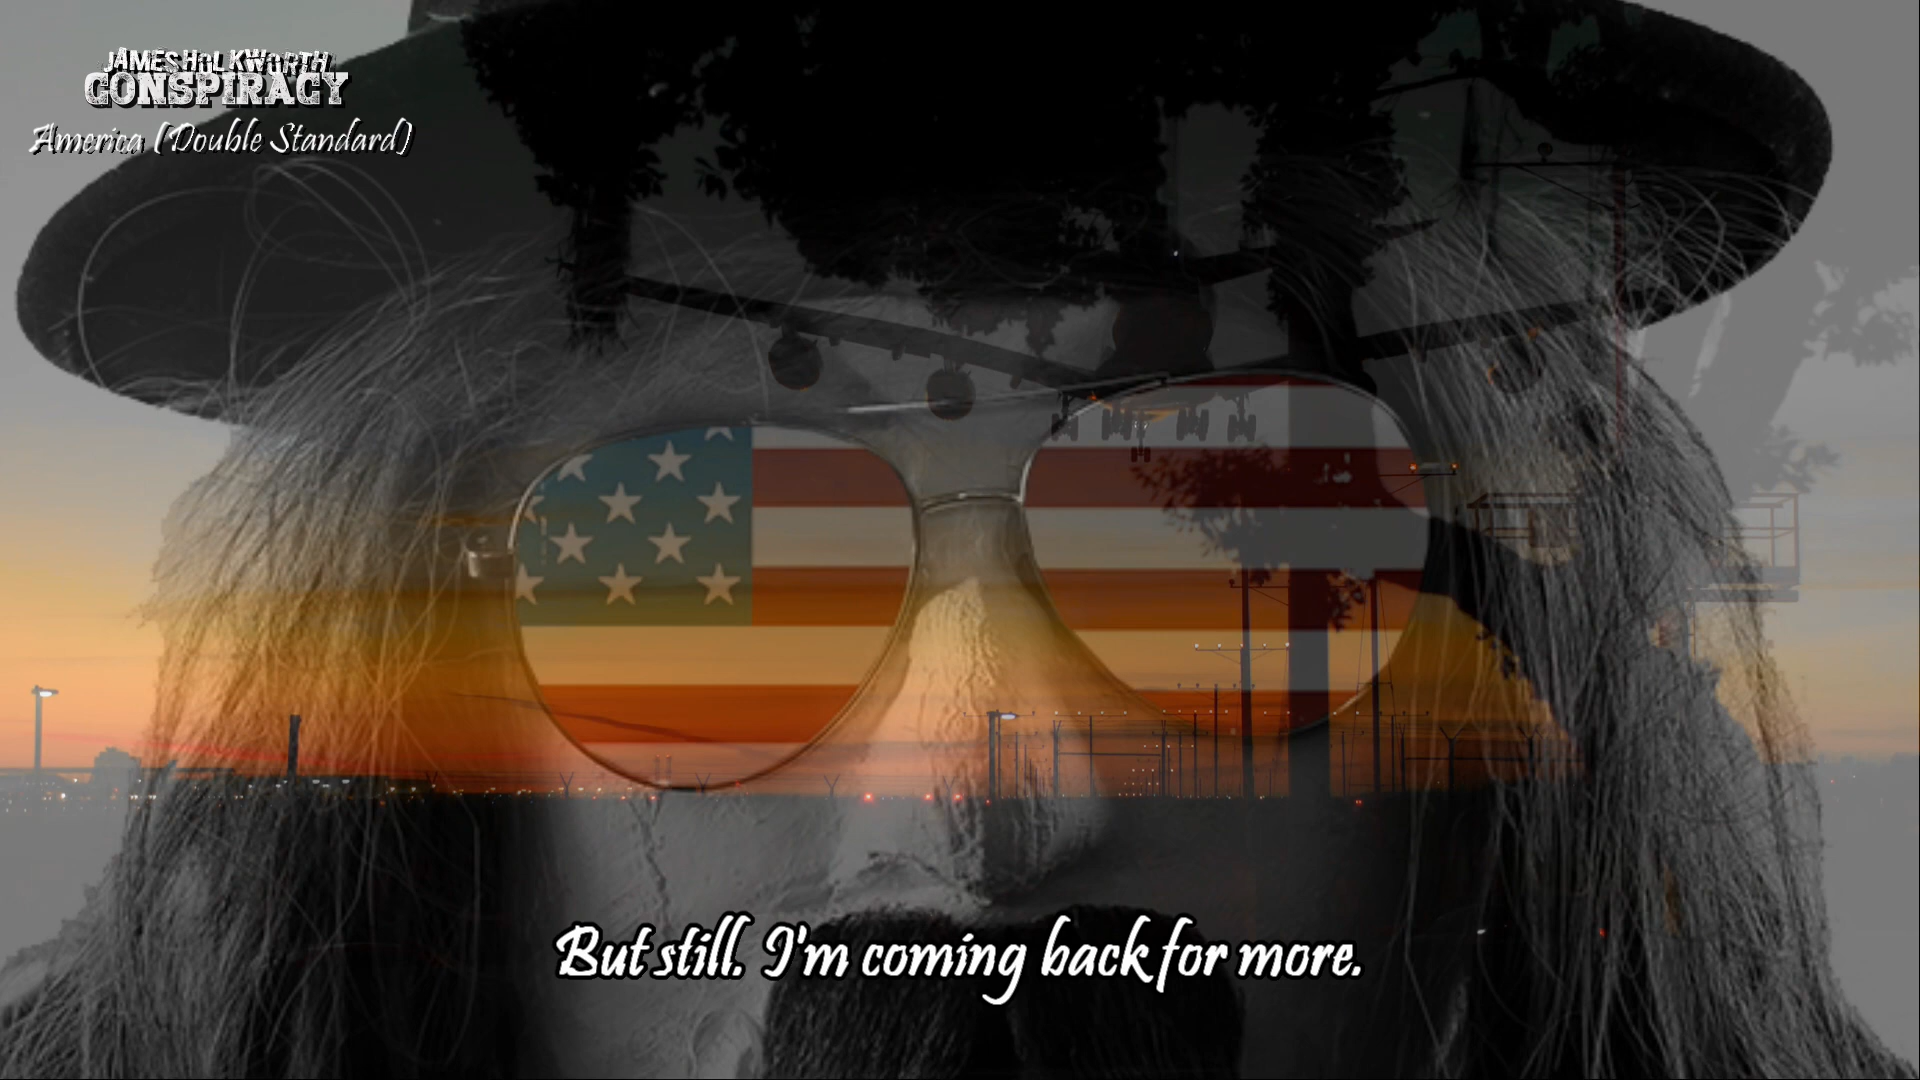 JAMES HOLKWORTH
CONSPIRACY
America (Double Standard)
But still. I'm coming back for more.